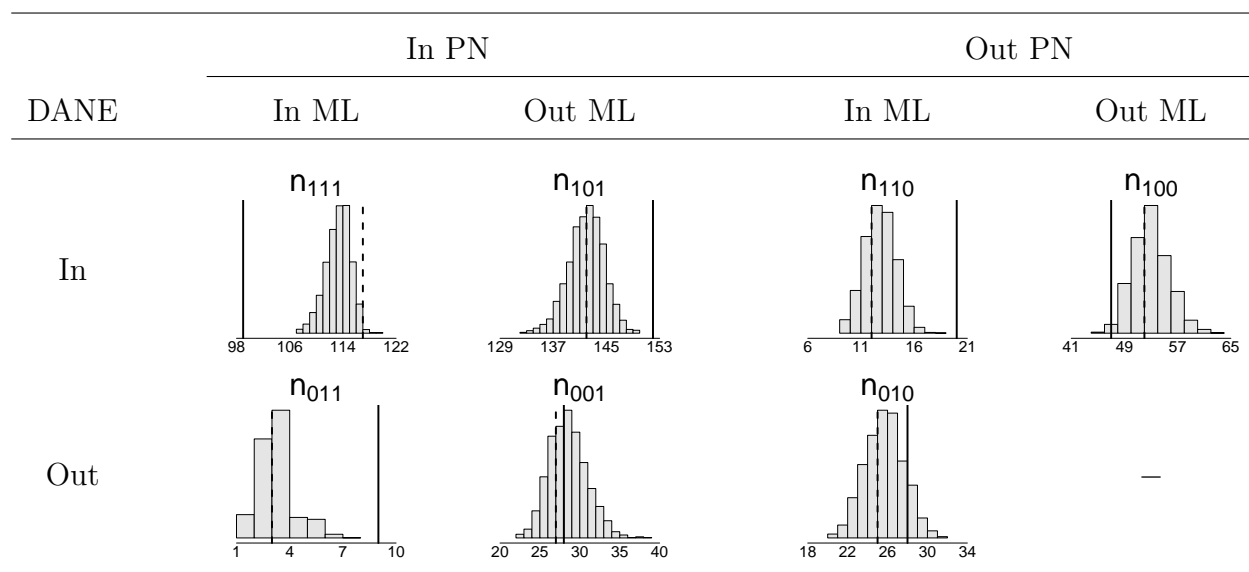 In PN Out PN
DANE In ML Out ML In ML Out ML
n111 n101 n110 n100
In
98 106 114 122 129 137 145 153 6 11 16 21 41 49 57 65
n011 n001 n010
Out –
1 4 7 10 20 25 30 35 40 18 22 26 30 34